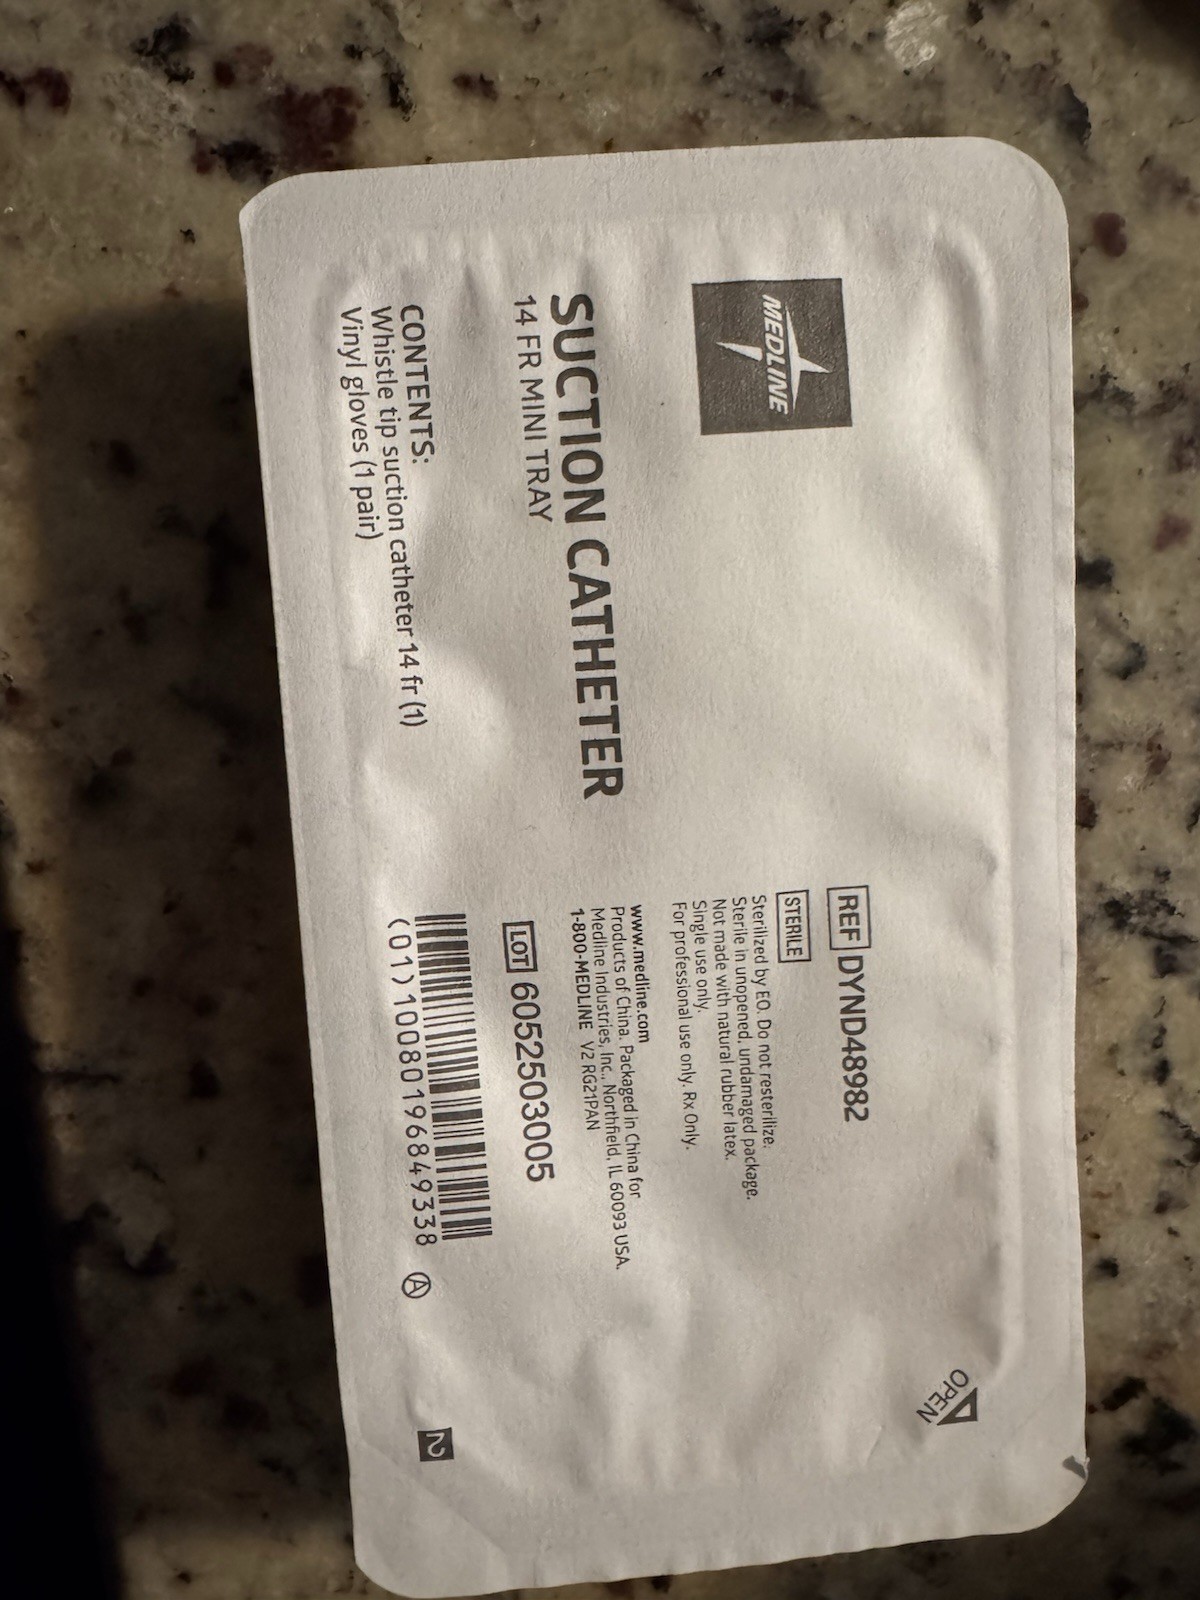 MEDLINE
SUCTION CATHETER
14 FR MINI TRAY
CONTENTS:
Whistle tip suction catheter 14 fr (1)
Vinyl gloves (1 pair)
REF DYND48982
STERILE
Sterilized by EO. Do not resterilize.
Sterile in unopened, undamaged package.
Not made with natural rubber latex.
Single use only.
For professional use only. Rx Only.
www.medline.com
Products of China. Packaged in China for
Medline Industries, Inc., Northfield, IL 60093 USA.
1-800-MEDLINE V2 RG21PAN
LOT 6052503005
(01)10080196849338 A
OPEN
2